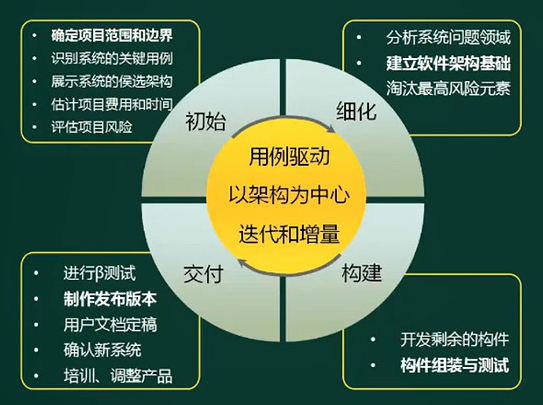 确定项目范围和边界
识别系统的关键用例
展示系统的侯选架构
估计项目费用和时间
评估项目风险
分析系统问题领域
建立软件架构基础
淘汰最高风险元素
初始
细化
用例驱动
以架构为中心
迭代和增量
交付
构建
进行β测试
制作发布版本
用户文档定稿
确认新系统
培训、调整产品
开发剩余的构件
构件组装与测试